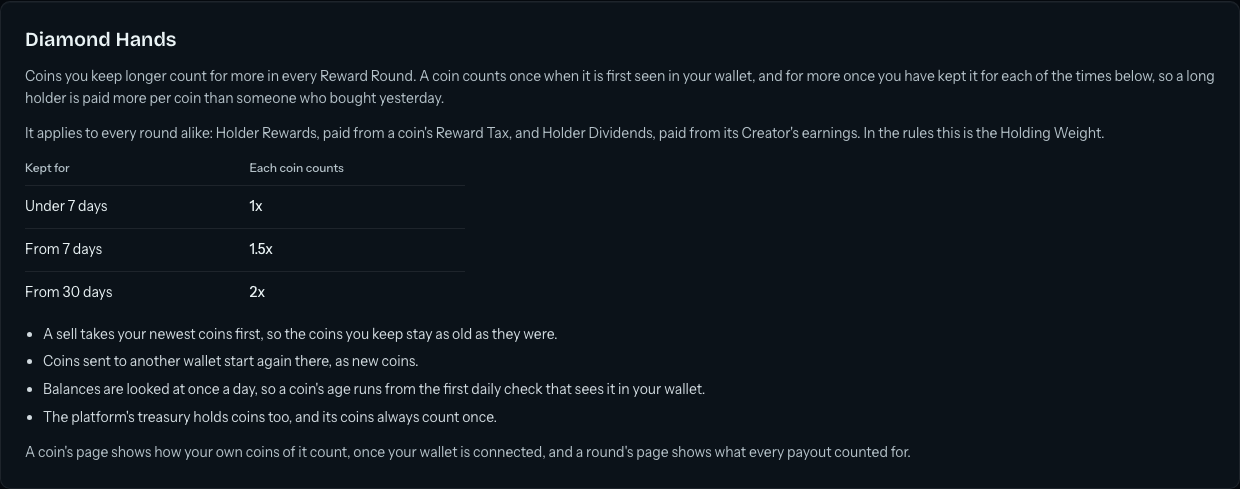 Diamond Hands
Coins you keep longer count for more in every Reward Round. A coin counts once when it is first seen in your wallet, and for more once you have kept it for each of the times below, so a long
holder is paid more per coin than someone who bought yesterday.
It applies to every round alike: Holder Rewards, paid from a coin's Reward Tax, and Holder Dividends, paid from its Creator's earnings. In the rules this is the Holding Weight.
Kept for Each coin counts
Under 7 days 1x
From 7 days 1.5x
From 30 days 2x
• A sell takes your newest coins first, so the coins you keep stay as old as they were.
• Coins sent to another wallet start again there, as new coins.
• Balances are looked at once a day, so a coin's age runs from the first daily check that sees it in your wallet.
• The platform's treasury holds coins too, and its coins always count once.
A coin's page shows how your own coins of it count, once your wallet is connected, and a round's page shows what every payout counted for.